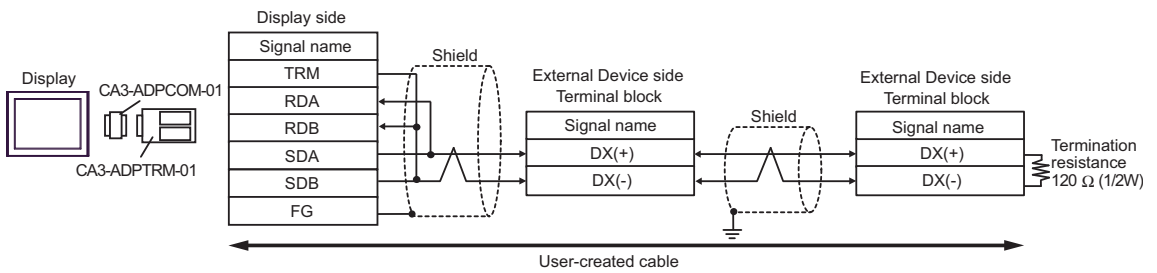 Display
CA3-ADPCOM-01
CA3-ADPTRM-01
Display side
Signal name
TRM
RDA
RDB
SDA
SDB
FG
Shield
External Device side
Terminal block
Signal name
DX(+)
DX(-)
Shield
External Device side
Terminal block
Signal name
DX(+)
DX(-)
Termination
resistance
120 Ω (1/2W)
User-created cable